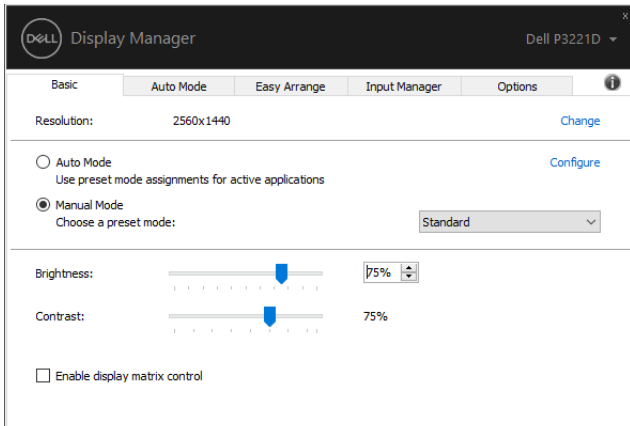 DELL Display Manager Dell P3221D
x
Basic Auto Mode Easy Arrange Input Manager Options i
Resolution: 2560x1440 Change
Auto Mode Configure
Use preset mode assignments for active applications
Manual Mode
Choose a preset mode: Standard
Brightness: 75%
Contrast: 75%
Enable display matrix control